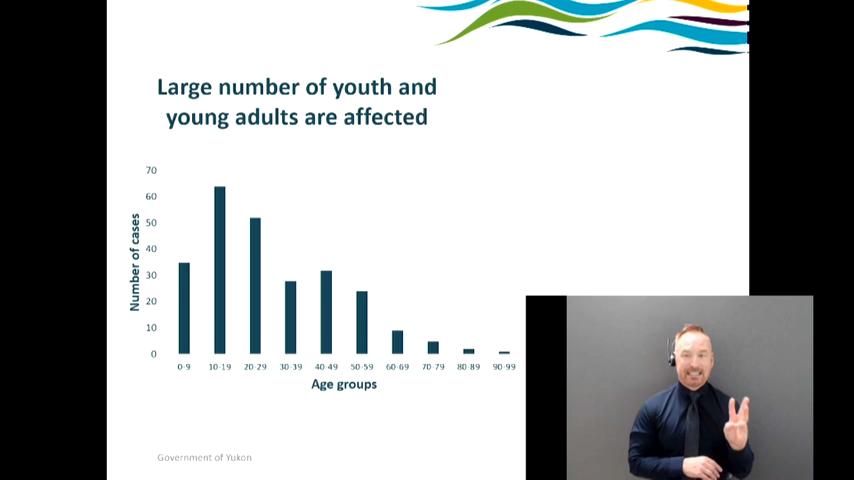 Large number of youth and
young adults are affected
70
60
50
40
30
20
10
0
Number of cases
0-9 10-19 20-29 30-39 40-49 50-59 60-69 70-79 80-89 90-99
Age groups
Government of Yukon